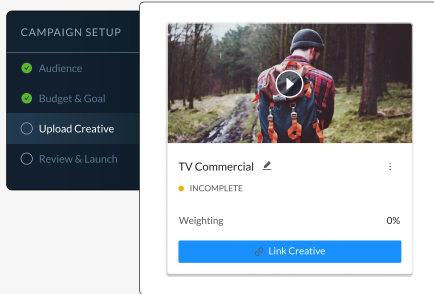 CAMPAIGN SETUP
Audience
Budget & Goal
Upload Creative
Review & Launch
TV Commercial
INCOMPLETE
Weighting 0%
Link Creative